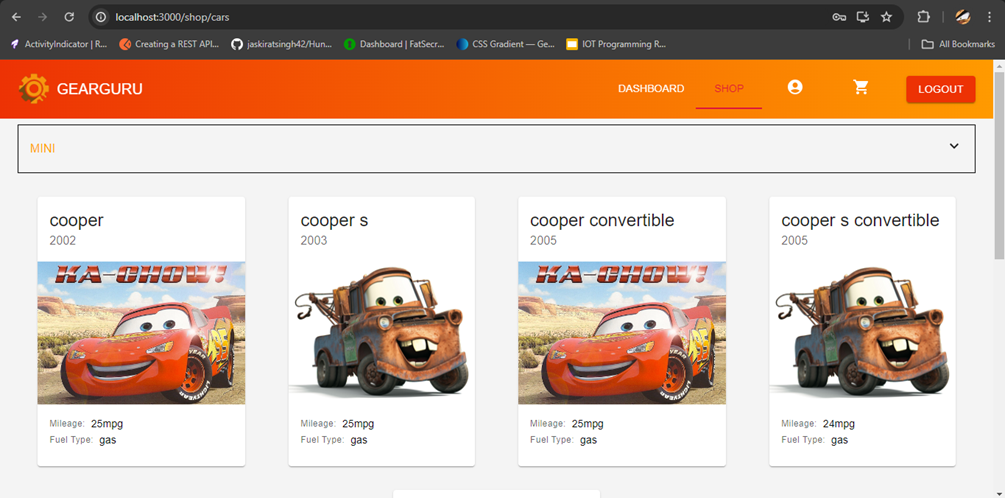 localhost:3000/shop/cars
ActivityIndicator | R...
Creating a REST API...
jaskiratsingh42/Hun...
Dashboard | FatSecr...
CSS Gradient — Ge...
IOT Programming R...
All Bookmarks
GEARGURU
DASHBOARD
SHOP
LOGOUT
MINI
cooper
2002
KA-CHOW!
LIGHTYEAR
Mileage: 25mpg
Fuel Type: gas
cooper s
2003
Mileage: 25mpg
Fuel Type: gas
cooper convertible
2005
KA-CHOW!
LIGHTYEAR
Mileage: 25mpg
Fuel Type: gas
cooper s convertible
2005
Mileage: 24mpg
Fuel Type: gas